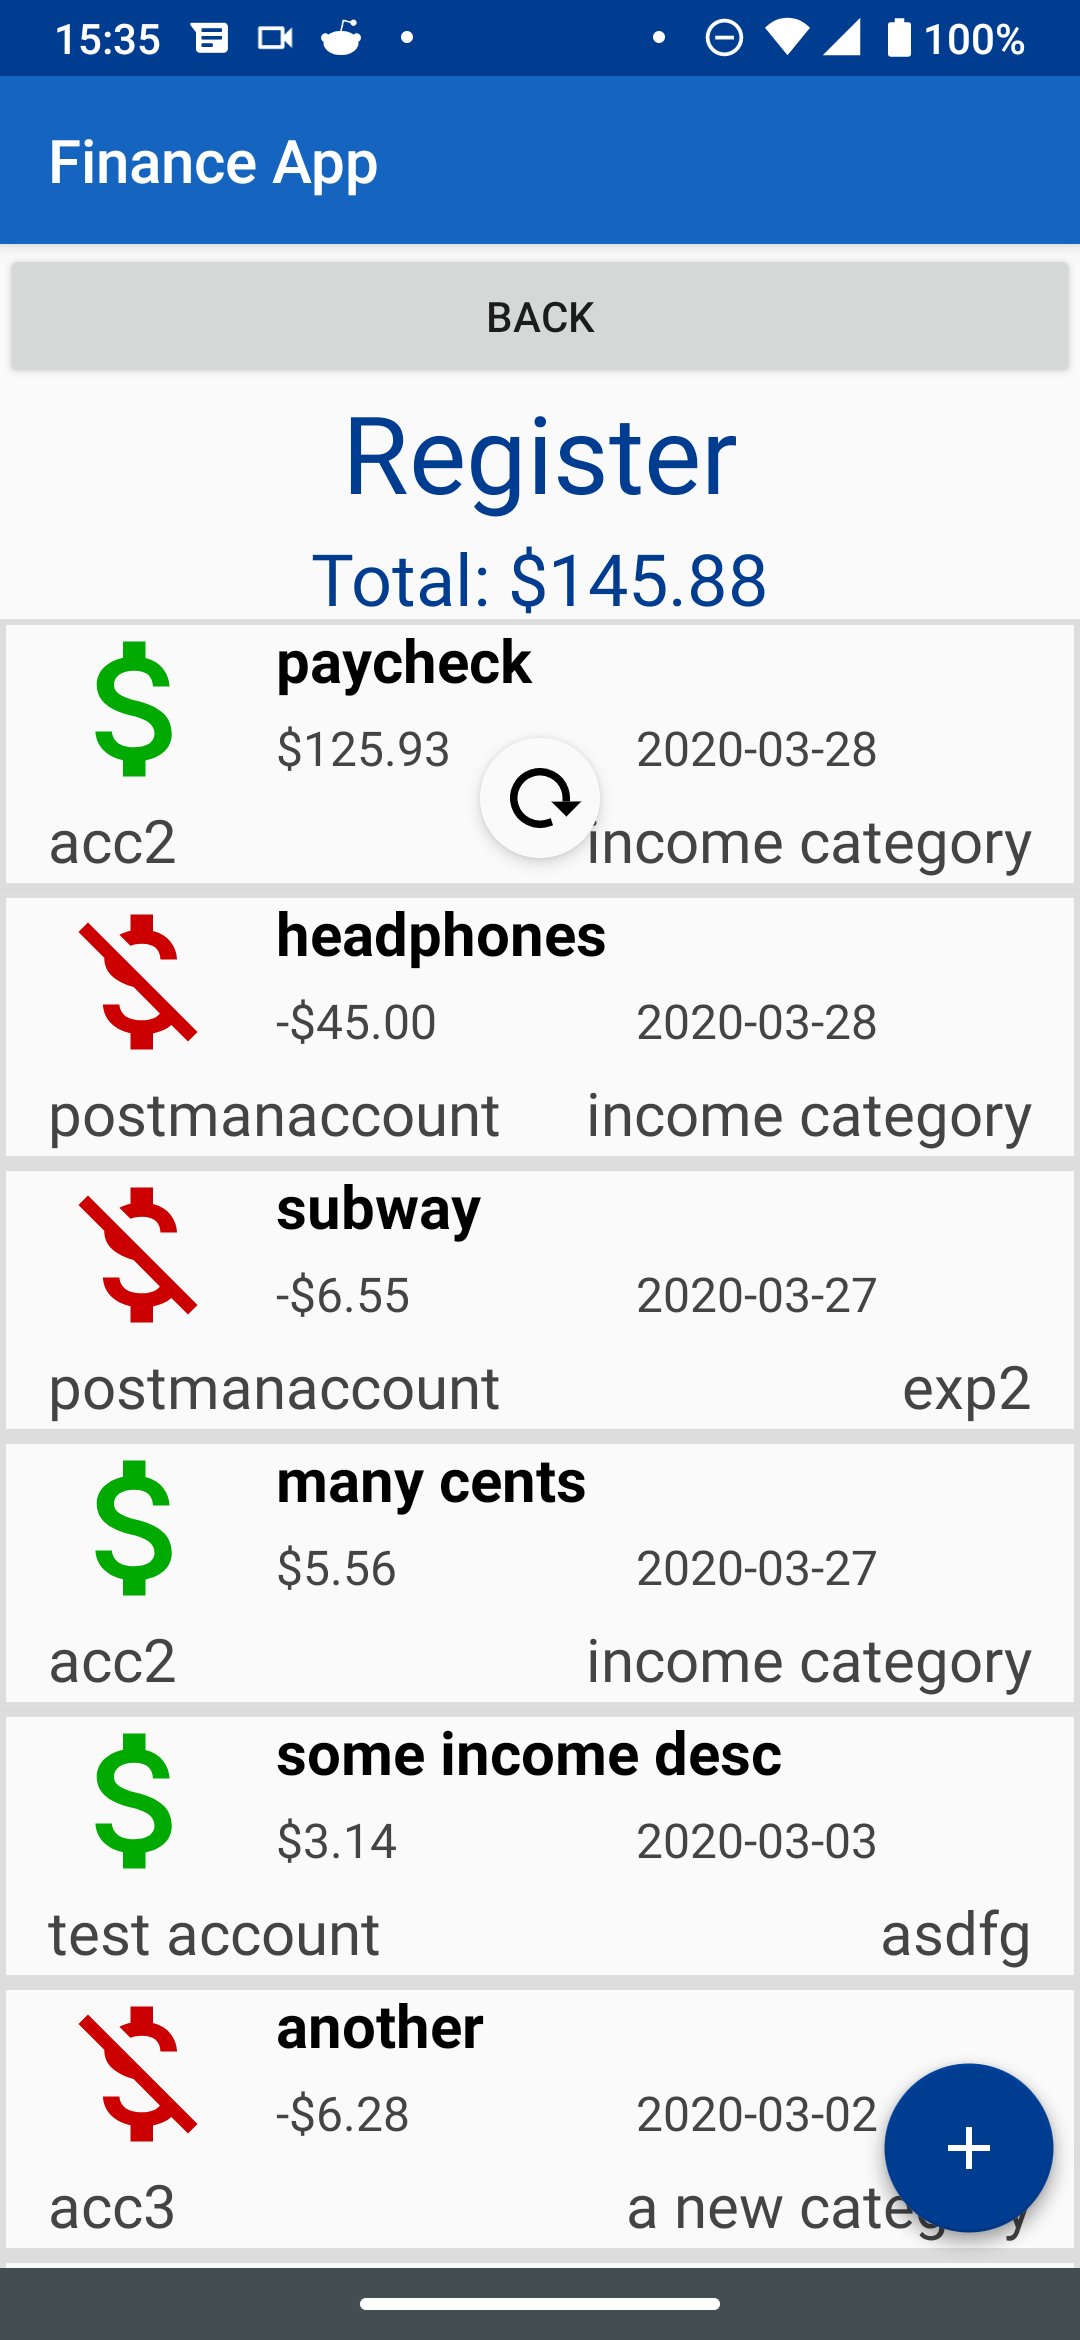 15:35 100%
Finance App
BACK
Register
Total: $145.88
paycheck
$125.93 2020-03-28
acc2 income category
headphones
-$45.00 2020-03-28
postmanaccount income category
subway
-$6.55 2020-03-27
postmanaccount exp2
many cents
$5.56 2020-03-27
acc2 income category
some income desc
$3.14 2020-03-03
test account asdfg
another
-$6.28 2020-03-02
acc3 a new category